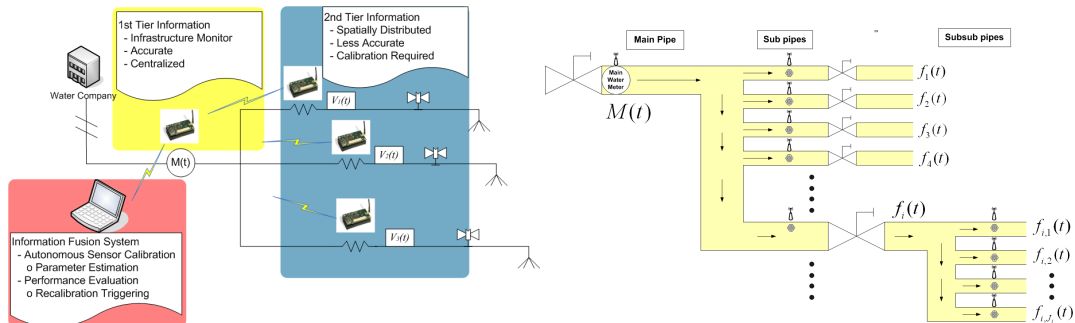 1st Tier Information
- Infrastructure Monitor
- Accurate
- Centralized
2nd Tier Information
- Spatially Distributed
- Less Accurate
- Calibration Required
Water Company
V1(t)
M(t)
V2(t)
V3(t)
Information Fusion System
- Autonomous Sensor Calibration
o Parameter Estimation
- Performance Evaluation
o Recalibration Triggering
Main Pipe
Sub pipes
"
Subsub pipes
Main
Water
Meter
M(t)
f1(t)
f2(t)
f3(t)
f4(t)
fi(t)
fi,1(t)
fi,2(t)
fi,Ji(t)